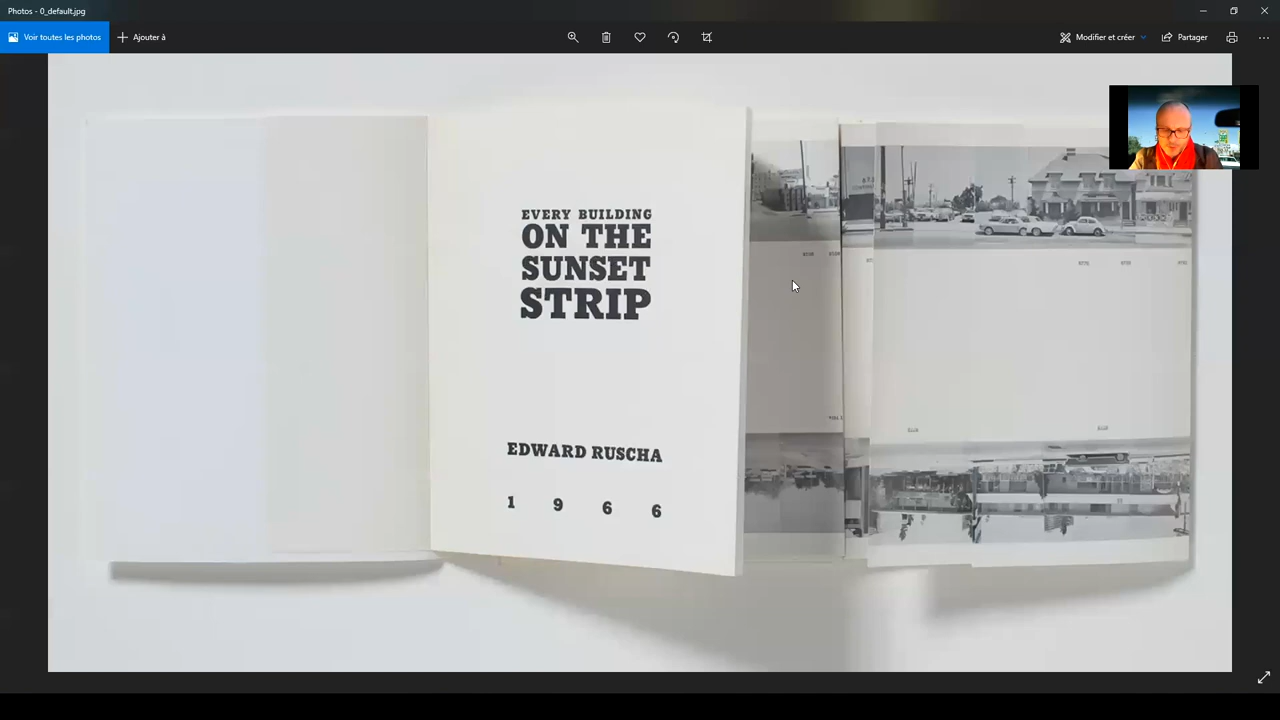 Photos - 0_default.jpg
Voir toutes les photos
Ajouter à
Modifier et créer
Partager
EVERY BUILDING
ON THE
SUNSET
STRIP
EDWARD RUSCHA
1 9 6 6